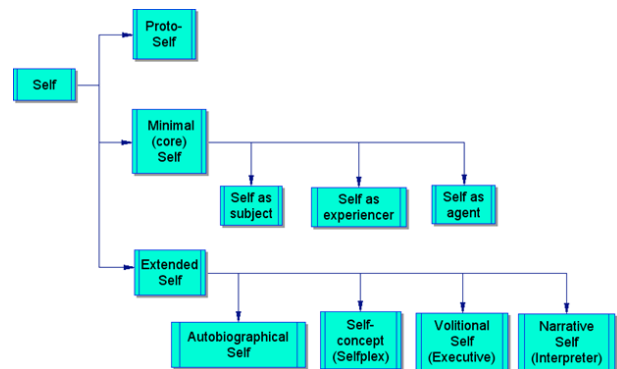 Proto-
Self
Self
Minimal
(core)
Self
Self as
subject
Self as
experiencer
Self as
agent
Extended
Self
Autobiographical
Self
Self-
concept
(Selfplex)
Volitional
Self
(Executive)
Narrative
Self
(Interpreter)